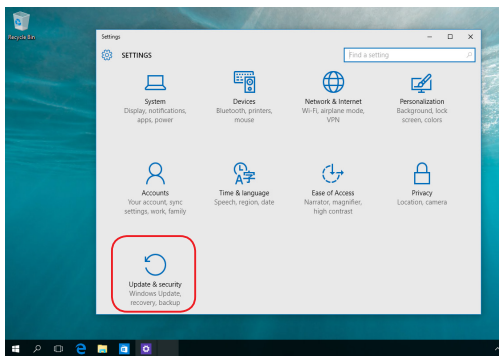 Recycle Bin
Settings
SETTINGS
Find a setting
System
Display, notifications,
apps, power
Devices
Bluetooth, printers,
mouse
Network & Internet
Wi-Fi, airplane mode,
VPN
Personalization
Background, lock
screen, colors
Accounts
Your account, sync
settings, work, family
Time & language
Speech, region, date
Ease of Access
Narrator, magnifier,
high contrast
Privacy
Location, camera
Update & security
Windows Update,
recovery, backup